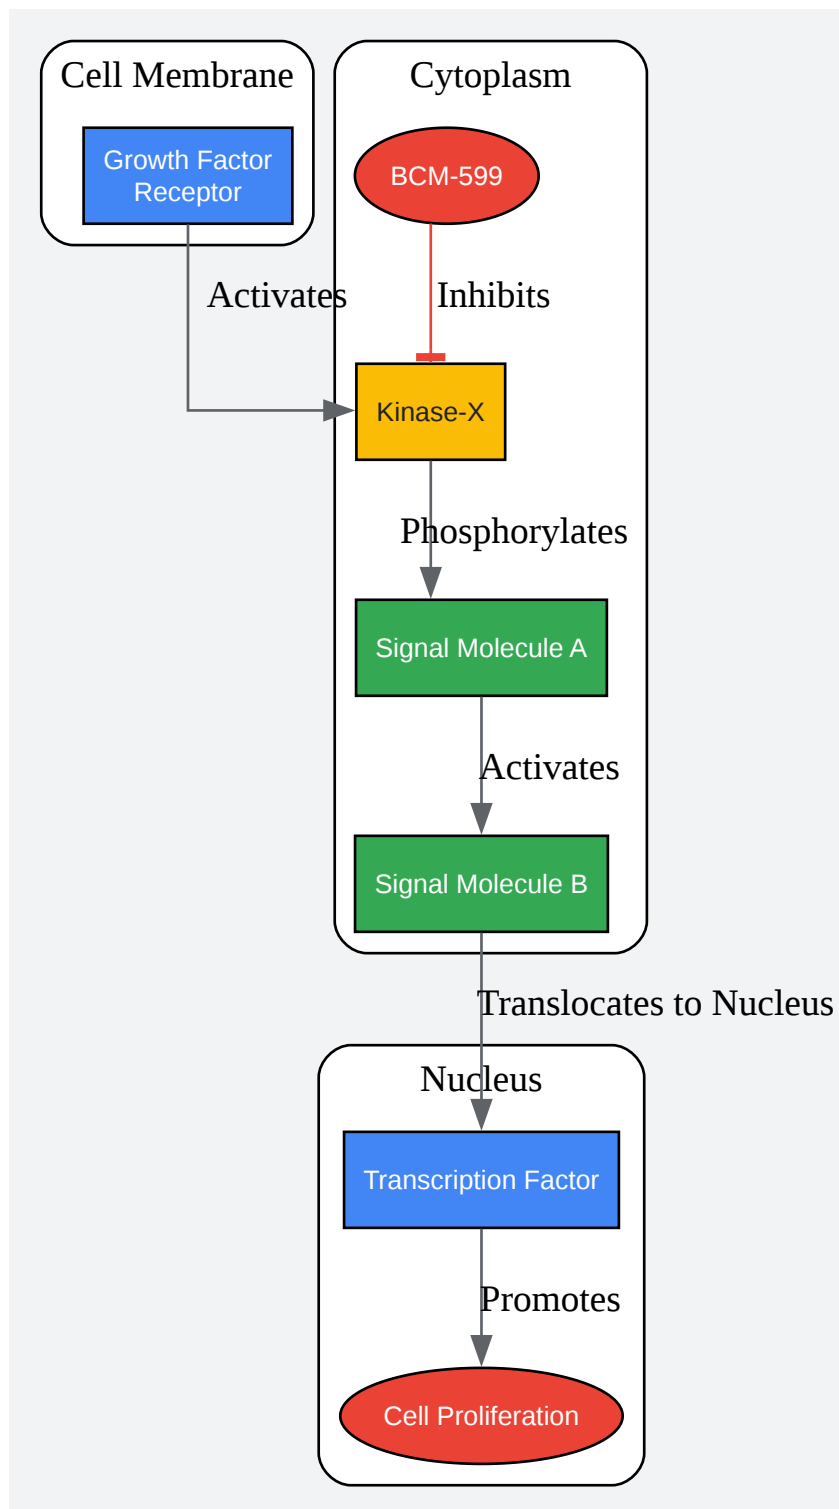 Cell Membrane
Cytoplasm
Growth Factor
Receptor
BCM-599
Activates
Inhibits
Kinase-X
Phosphorylates
Signal Molecule A
Activates
Signal Molecule B
Translocates to Nucleus
Nucleus
Transcription Factor
Promotes
Cell Proliferation